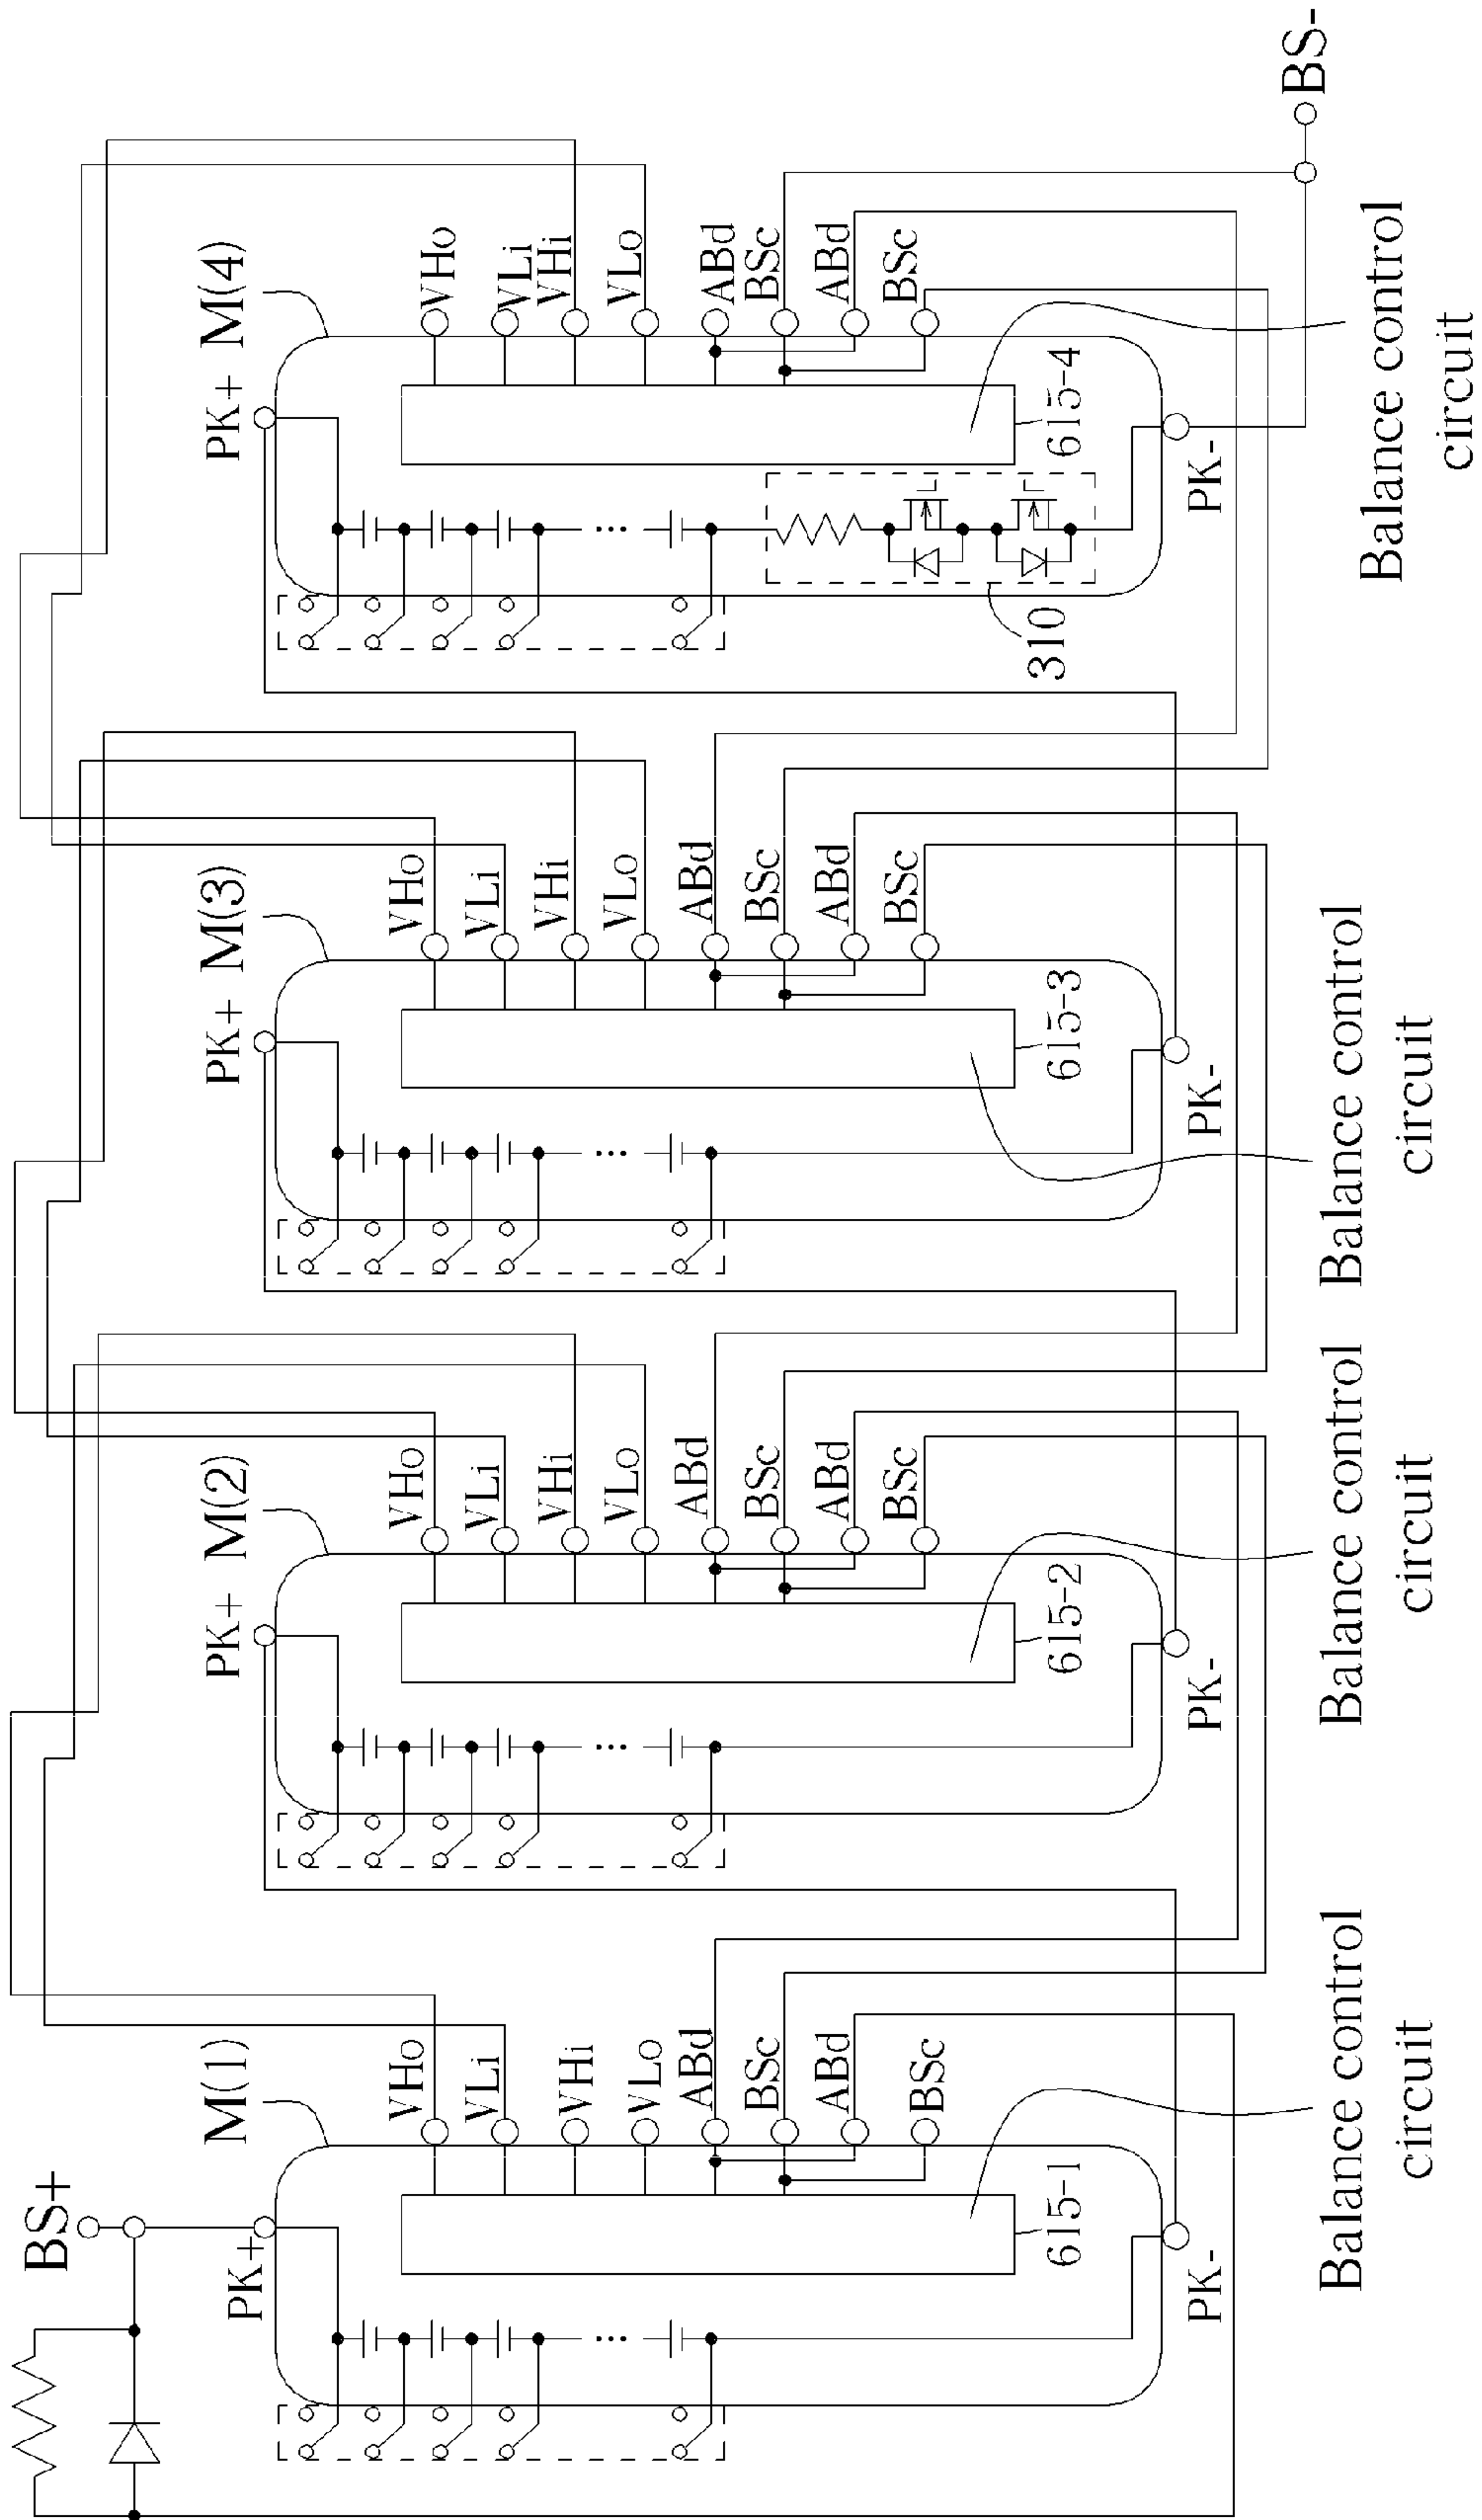 BS+
PK+
M(1)
VHo
VLi
VHi
VLo
ABd
BSc
ABd
BSc
615-1
PK-
Balance control
circuit
PK+ M(2)
VHo
VLi
VHi
VLo
ABd
BSc
ABd
BSc
615-2
PK-
Balance control
circuit
PK+ M(3)
VHo
VLi
VHi
VLo
ABd
BSc
ABd
BSc
615-3
PK-
Balance control
circuit
PK+ M(4)
VHo
VLi
VHi
VLo
ABd
BSc
ABd
BSc
615-4
310
PK-
Balance control
circuit
BS-